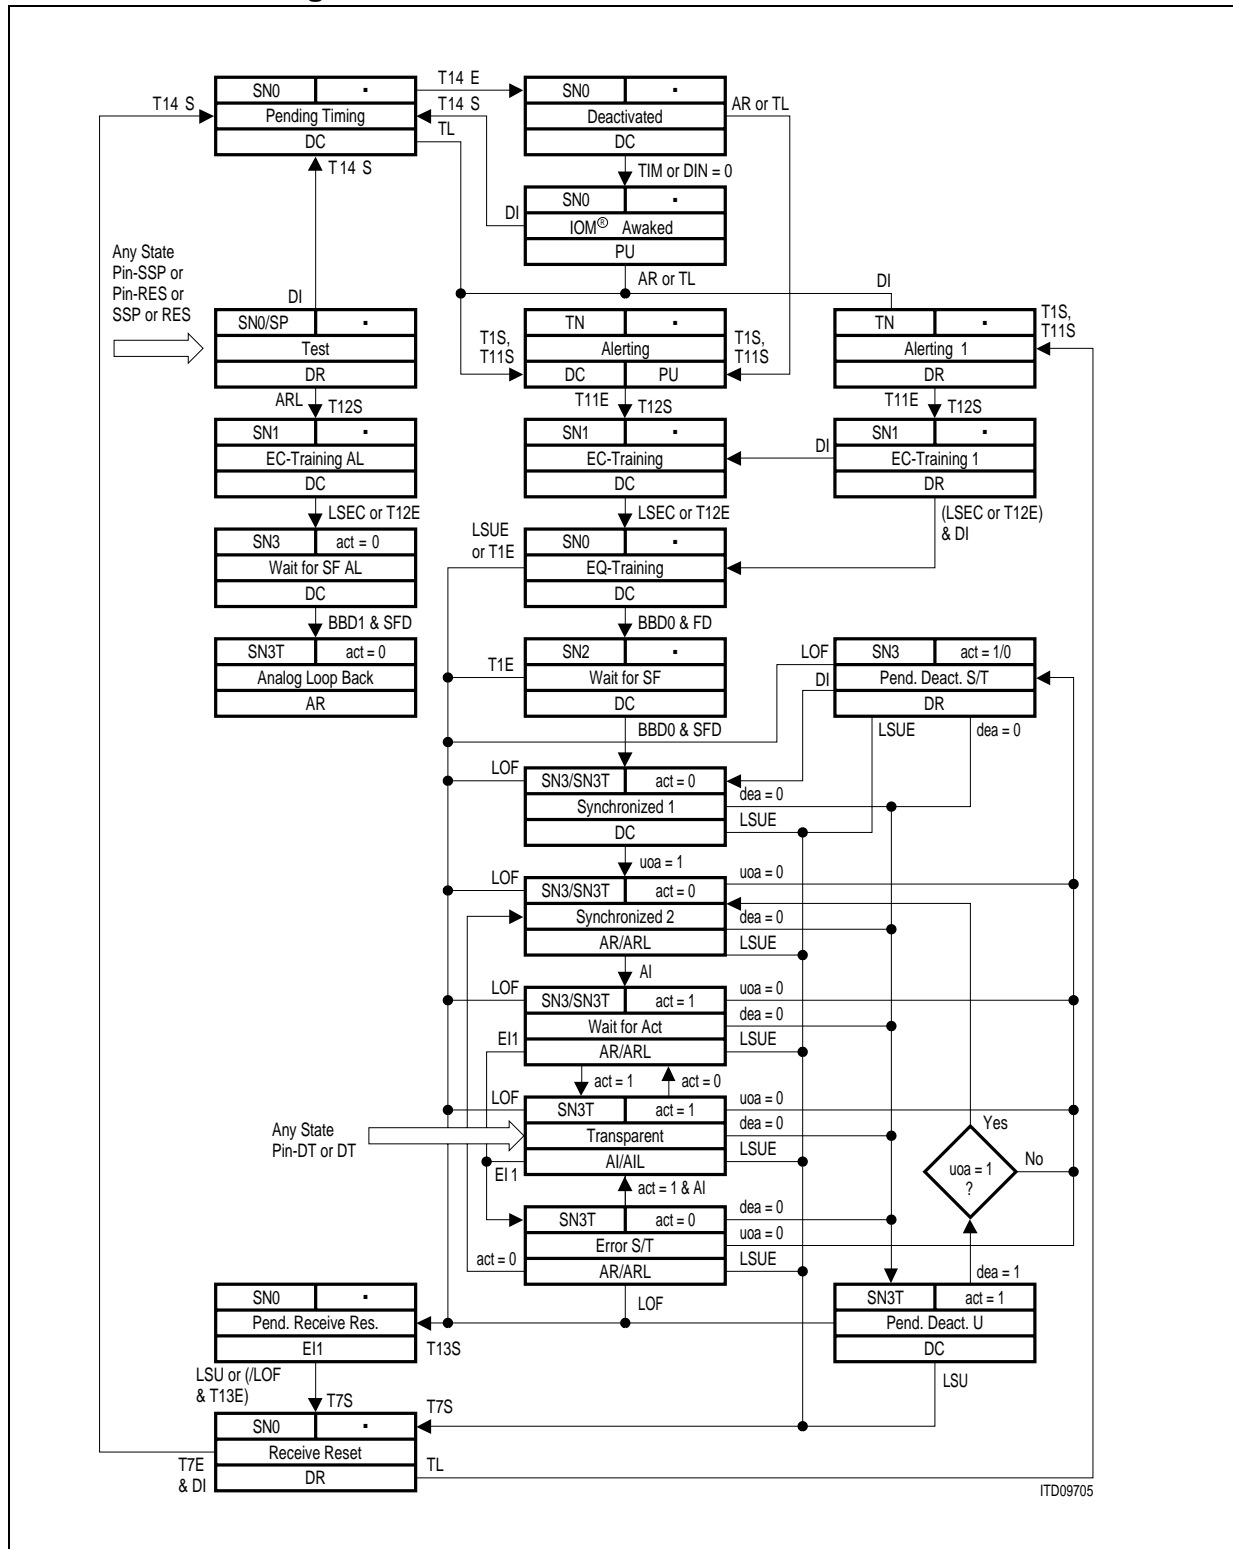 T14 S
SN0
Pending Timing
DC
T14 E
T14 S
TL
SN0
Deactivated
DC
AR or TL
T14 S
TIM or DIN = 0
SN0
IOM® Awaked
PU
DI
AR or TL
DI
Any State
Pin-SSP or
Pin-RES or
SSP or RES
DI
SN0/SP
Test
DR
T1S,
T11S
TN
Alerting
DC
PU
T1S,
T11S
TN
Alerting 1
DR
T1S,
T11S
ARL
T12S
T11E
T12S
T11E
T12S
SN1
EC-Training AL
DC
SN1
EC-Training
DC
DI
SN1
EC-Training 1
DR
LSEC or T12E
LSEC or T12E
(LSEC or T12E)
& DI
SN3
act = 0
Wait for SF AL
DC
LSUE
or T1E
SN0
EQ-Training
DC
BBD1 & SFD
BBD0 & FD
SN3T
act = 0
Analog Loop Back
AR
T1E
SN2
Wait for SF
DC
LOF
DI
SN3
act = 1/0
Pend. Deact. S/T
DR
BBD0 & SFD
LSUE
dea = 0
LOF
SN3/SN3T
act = 0
Synchronized 1
DC
dea = 0
LSUE
uoa = 1
LOF
SN3/SN3T
act = 0
Synchronized 2
AR/ARL
uoa = 0
dea = 0
LSUE
AI
LOF
SN3/SN3T
act = 1
Wait for Act
AR/ARL
uoa = 0
dea = 0
LSUE
EI1
act = 1
act = 0
LOF
SN3T
act = 1
Transparent
AI/AIL
uoa = 0
dea = 0
LSUE
Any State
Pin-DT or DT
EI 1
Yes
uoa = 1
?
No
act = 1 & AI
SN3T
act = 0
Error S/T
AR/ARL
dea = 0
uoa = 0
LSUE
act = 0
LOF
dea = 1
SN3T
act = 1
Pend. Deact. U
DC
SN0
Pend. Receive Res.
EI1
T13S
LSU or (/LOF
& T13E)
T7S
T7S
LSU
SN0
Receive Reset
DR
T7E
& DI
TL
ITD09705